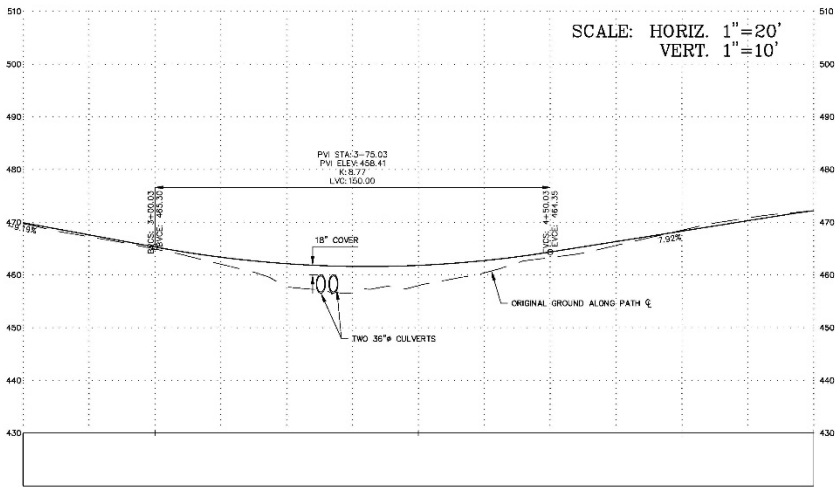 510
510
SCALE: HORIZ. 1"=20'
VERT. 1"=10'
500
500
490
490
PVI STA: 3-75.03
PVI ELEV: 458.41
K: 8.77
LVC: 150.00
480
480
BVCS: 3+00.03
BVCE: 465.30
EVCS: 4+50.03
EVCE: 464.35
470
470
-9.79%
7.92%
18" COVER
460
460
ORIGINAL GROUND ALONG PATH ℄
450
450
TWO 36"ø CULVERTS
440
440
430
430